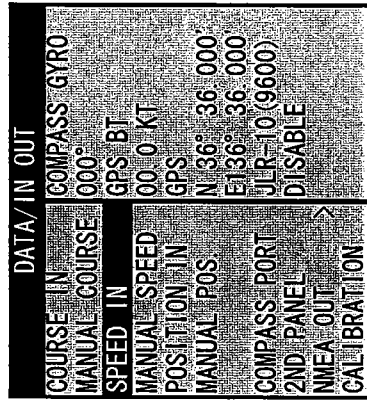 DATA/IN OUT
COURSE IN COMPASS GYRO
MANUAL COURSE 000°
SPEED IN GPS BT
MANUAL SPEED 00 0 KT
POSITION IN GPS
MANUAL POS N 36° 36 000'
E136° 36 000
COMPASS PORT JLR-10(9600)
2ND PANEL DISABLE
NMEA OUT >
CALIBRATION